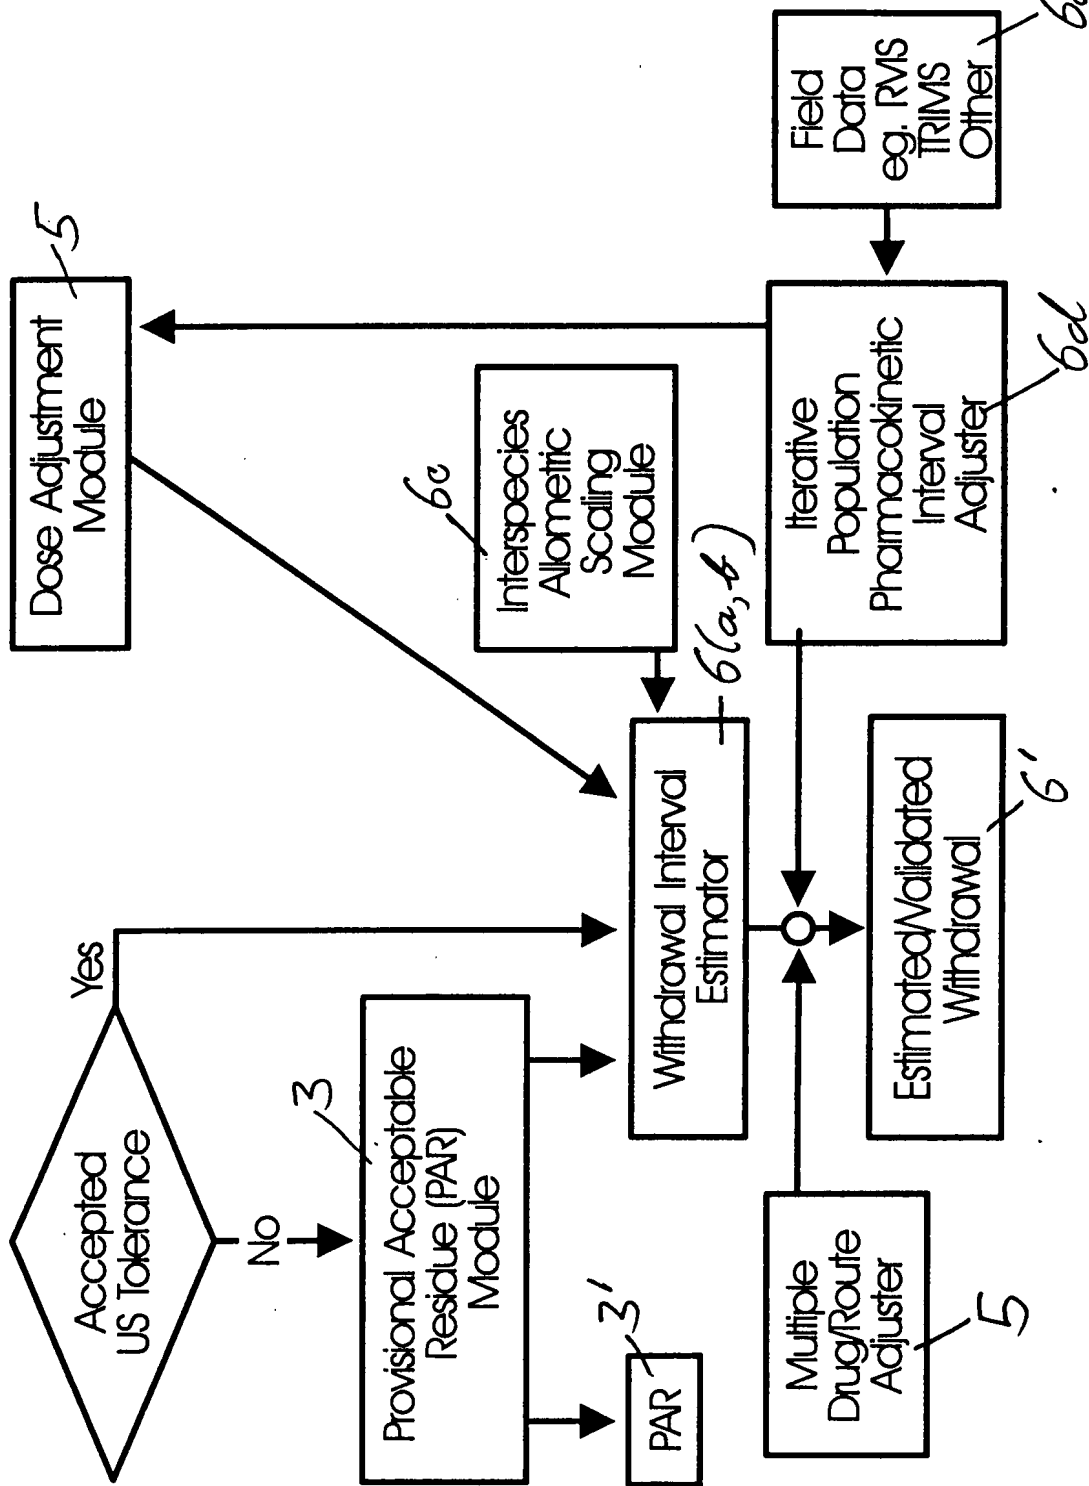 Accepted
US Tolerance
Yes
No
Provisional Acceptable
Residue (PAR)
Module
3
PAR
3'
Dose Adjustment
Module
5
Interspecies
Allometric
Scaling
Module
6c
Withdrawal Interval
Estimator
6(a,b)
Multiple
Drug/Route
Adjuster
5
Estimated/Validated
Withdrawal
6'
Iterative
Population
Pharmacokinetic
Interval
Adjuster
6d
Field
Data
eg. RMS
TRIMS
Other